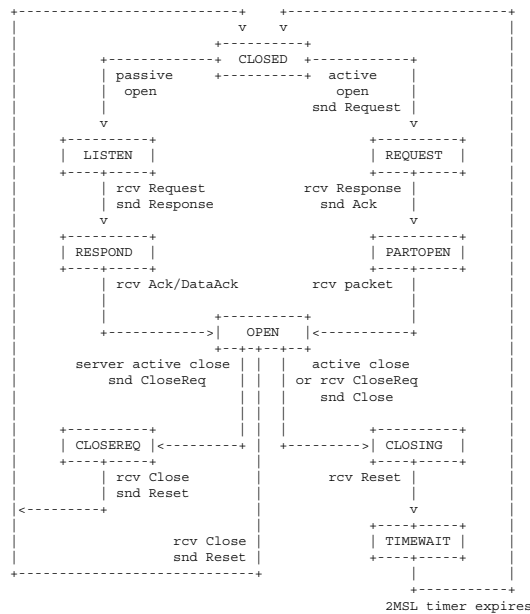 CLOSED
passive active
open open
snd Request
LISTEN REQUEST
rcv Request rcv Response
snd Response snd Ack
RESPOND PARTOPEN
rcv Ack/DataAck rcv packet
OPEN
server active close active close
snd CloseReq or rcv CloseReq
snd Close
CLOSEREQ CLOSING
rcv Close rcv Reset
snd Reset
rcv Close TIMEWAIT
snd Reset
2MSL timer expires